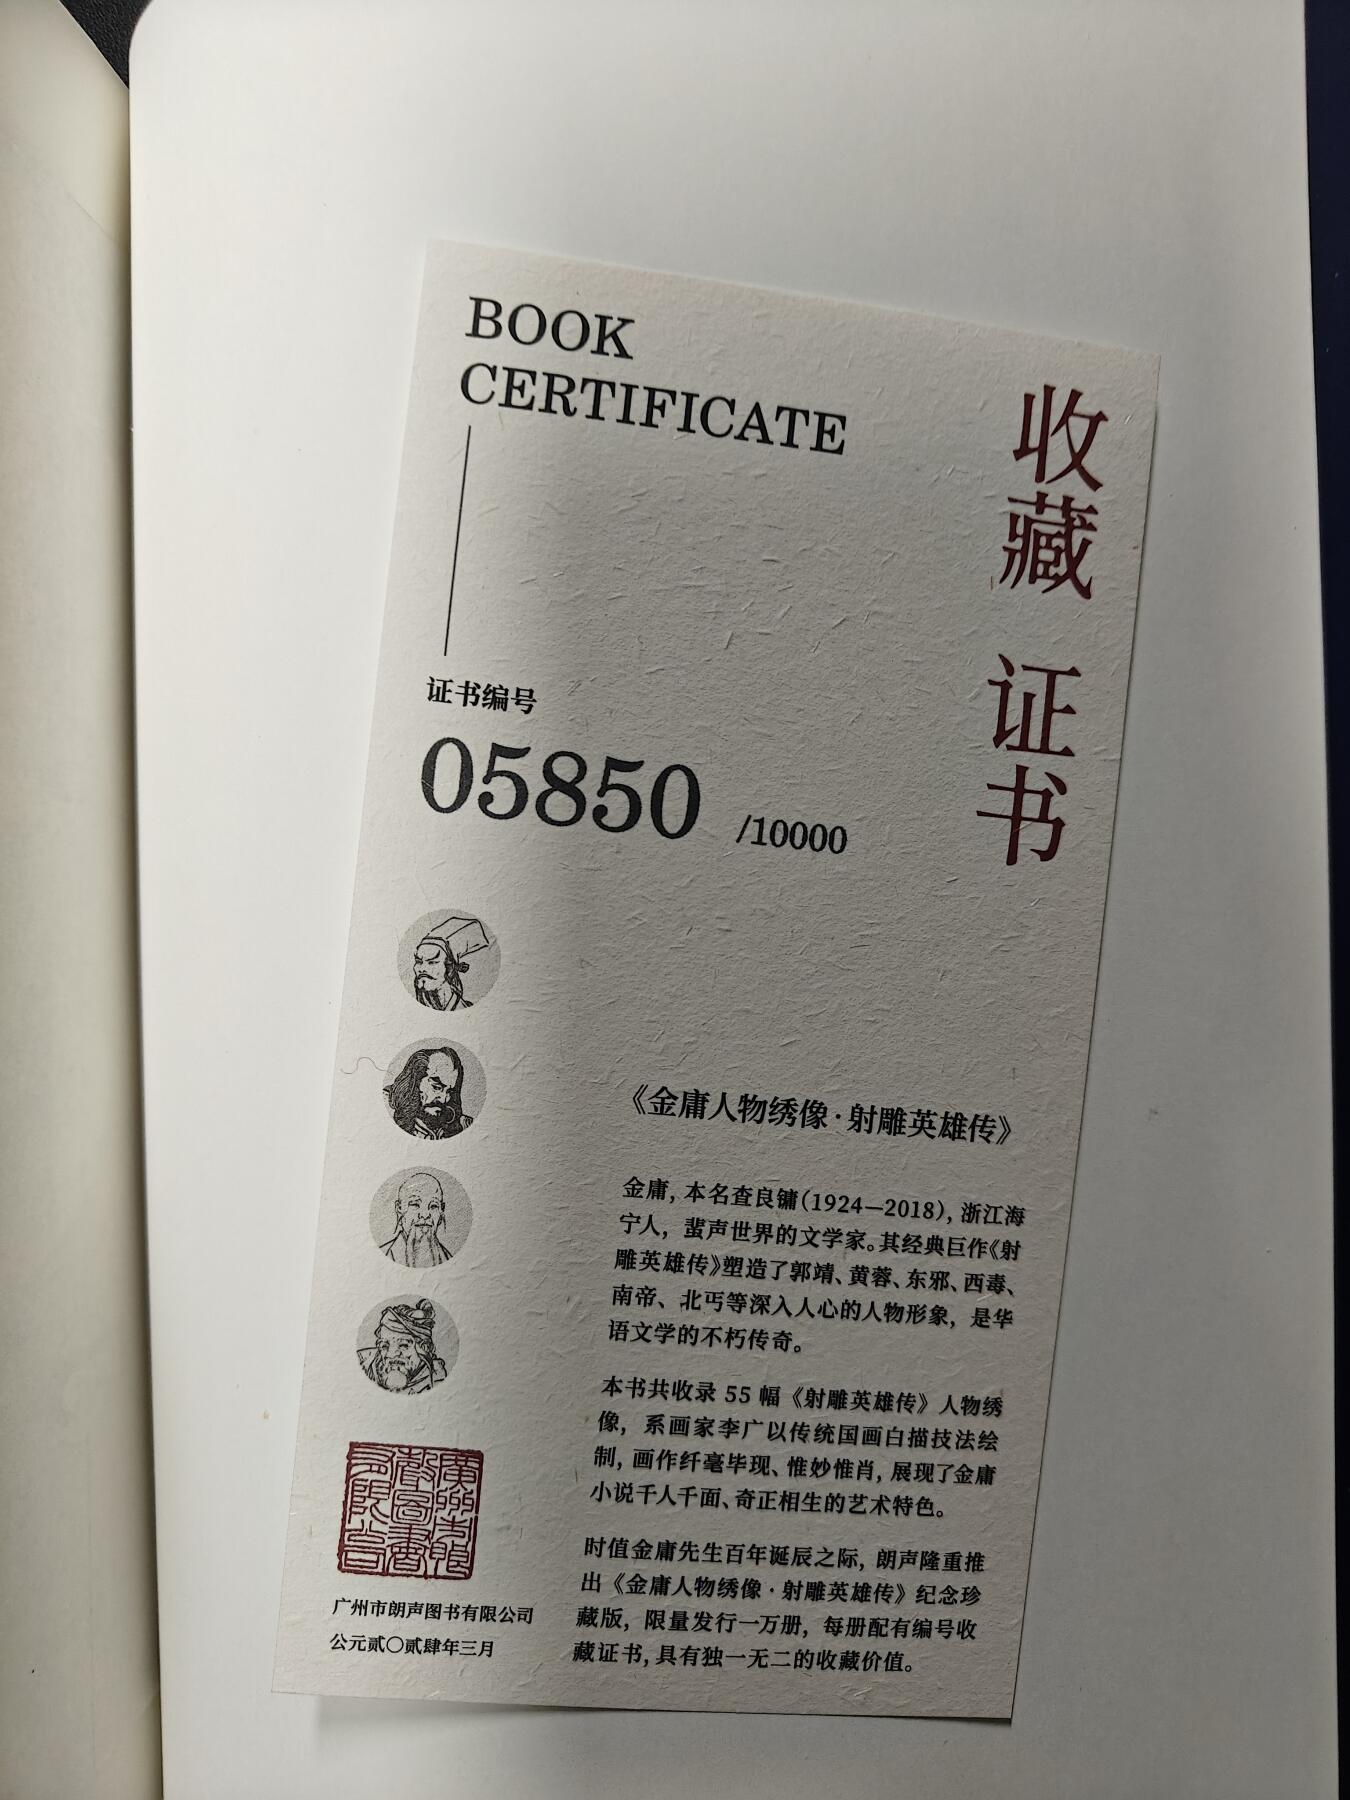 BOOK
CERTIFICATE
收藏 证书
证书编号
05850 /10000
《金庸人物绣像·射雕英雄传》
金庸，本名查良镛（1924—2018），浙江海
宁人，蜚声世界的文学家。其经典巨作《射
雕英雄传》塑造了郭靖、黄蓉、东邪、西毒、
南帝、北丐等深入人心的人物形象，是华
语文学的不朽传奇。
本书共收录 55 幅《射雕英雄传》人物绣
像，系画家李广以传统国画白描技法绘
制，画作纤毫毕现、惟妙惟肖，展现了金庸
小说千人千面、奇正相生的艺术特色。
时值金庸先生百年诞辰之际，朗声隆重推
出《金庸人物绣像·射雕英雄传》纪念珍
藏版，限量发行一万册，每册配有编号收
藏证书，具有独一无二的收藏价值。
廣州市朗
聲圖書
有限公司
广州市朗声图书有限公司
公元贰〇贰肆年三月